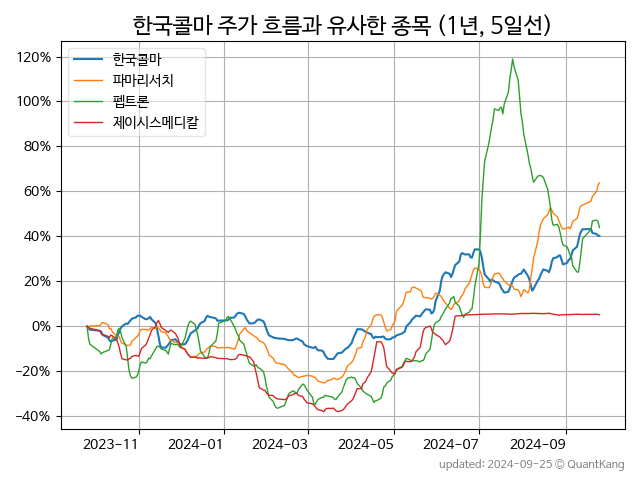 한국콜마 주가 흐름과 유사한 종목 (1년, 5일선)
120%
100%
80%
60%
40%
20%
0%
−20%
−40%
한국콜마
파마리서치
펩트론
제이시스메디칼
2023-11 2024-01 2024-03 2024-05 2024-07 2024-09
updated: 2024-09-25 © QuantKang